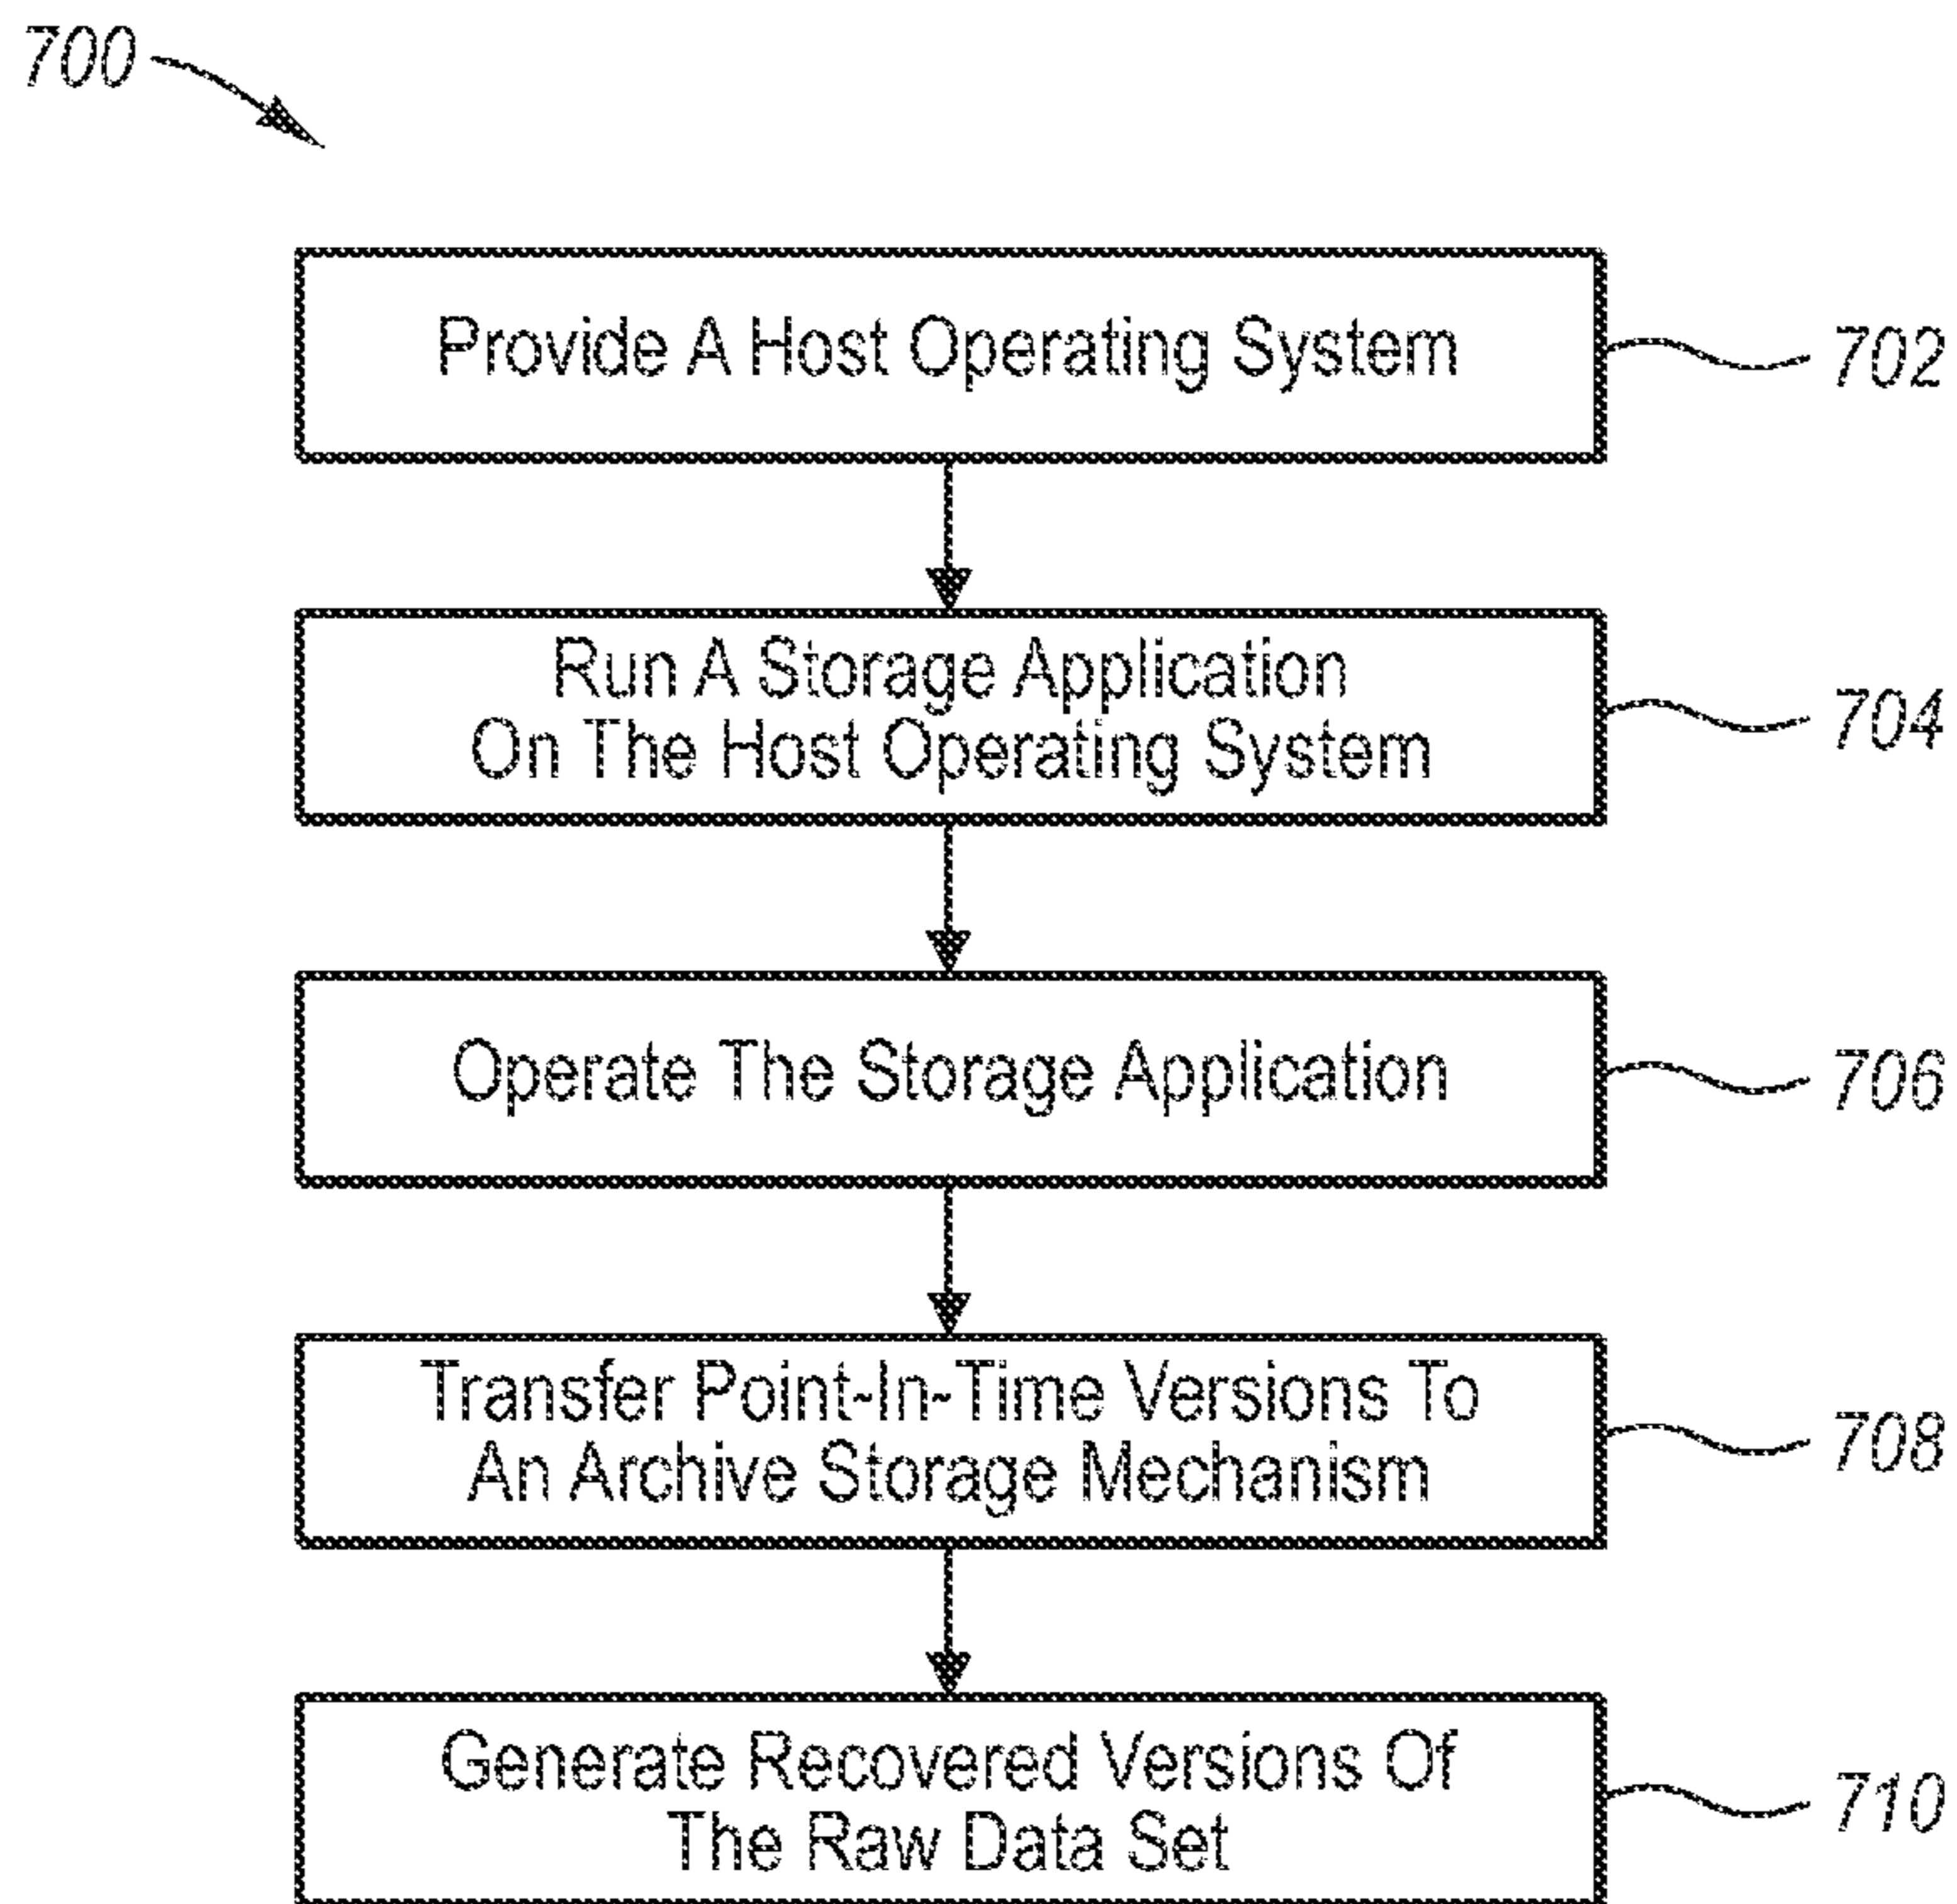 700
Provide A Host Operating System
702
Run A Storage Application
On The Host Operating System
704
Operate The Storage Application
706
Transfer Point-In-Time Versions To
An Archive Storage Mechanism
708
Generate Recovered Versions Of
The Raw Data Set
710